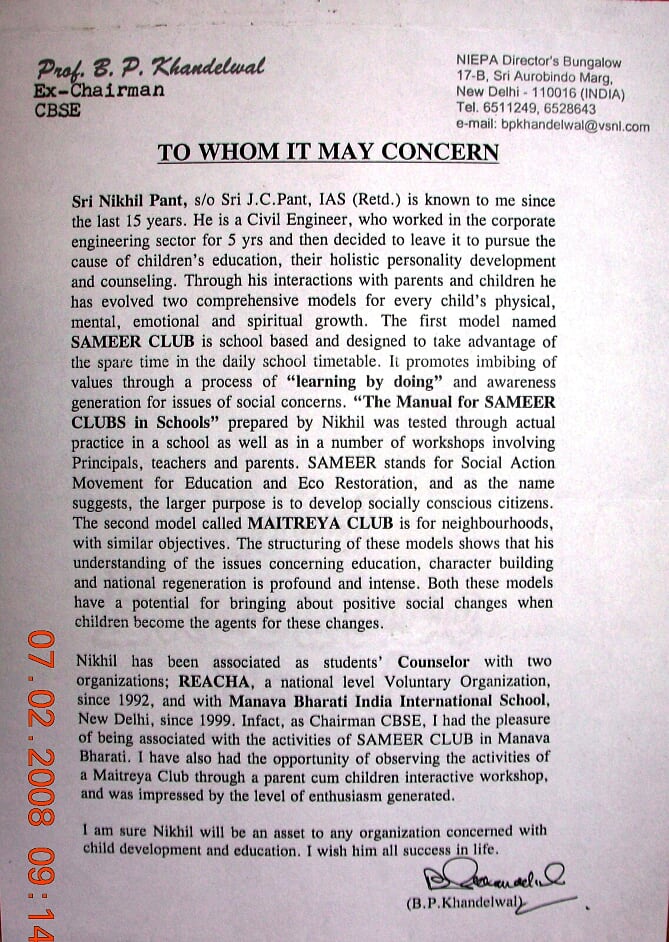 Prof. B. P. Khandelwal
Ex-Chairman
CBSE
NIEPA Director's Bungalow
17-B, Sri Aurobindo Marg,
New Delhi - 110016 (INDIA)
Tel. 6511249, 6528643
e-mail: bpkhandelwal@vsnl.com
TO WHOM IT MAY CONCERN
Sri Nikhil Pant, s/o Sri J.C.Pant, IAS (Retd.) is known to me since
the last 15 years. He is a Civil Engineer, who worked in the corporate
engineering sector for 5 yrs and then decided to leave it to pursue the
cause of children's education, their holistic personality development
and counseling. Through his interactions with parents and children he
has evolved two comprehensive models for every child's physical,
mental, emotional and spiritual growth. The first model named
SAMEER CLUB is school based and designed to take advantage of
the spare time in the daily school timetable. It promotes imbibing of
values through a process of “learning by doing” and awareness
generation for issues of social concerns. “The Manual for SAMEER
CLUBS in Schools” prepared by Nikhil was tested through actual
practice in a school as well as in a number of workshops involving
Principals, teachers and parents. SAMEER stands for Social Action
Movement for Education and Eco Restoration, and as the name
suggests, the larger purpose is to develop socially conscious citizens.
The second model called MAITREYA CLUB is for neighbourhoods,
with similar objectives. The structuring of these models shows that his
understanding of the issues concerning education, character building
and national regeneration is profound and intense. Both these models
have a potential for bringing about positive social changes when
children become the agents for these changes.
Nikhil has been associated as students' Counselor with two
organizations; REACHA, a national level Voluntary Organization,
since 1992, and with Manava Bharati India International School,
New Delhi, since 1999. Infact, as Chairman CBSE, I had the pleasure
of being associated with the activities of SAMEER CLUB in Manava
Bharati. I have also had the opportunity of observing the activities of
a Maitreya Club through a parent cum children interactive workshop,
and was impressed by the level of enthusiasm generated.
I am sure Nikhil will be an asset to any organization concerned with
child development and education. I wish him all success in life.
(B.P.Khandelwal)
07.02.2008 09:14